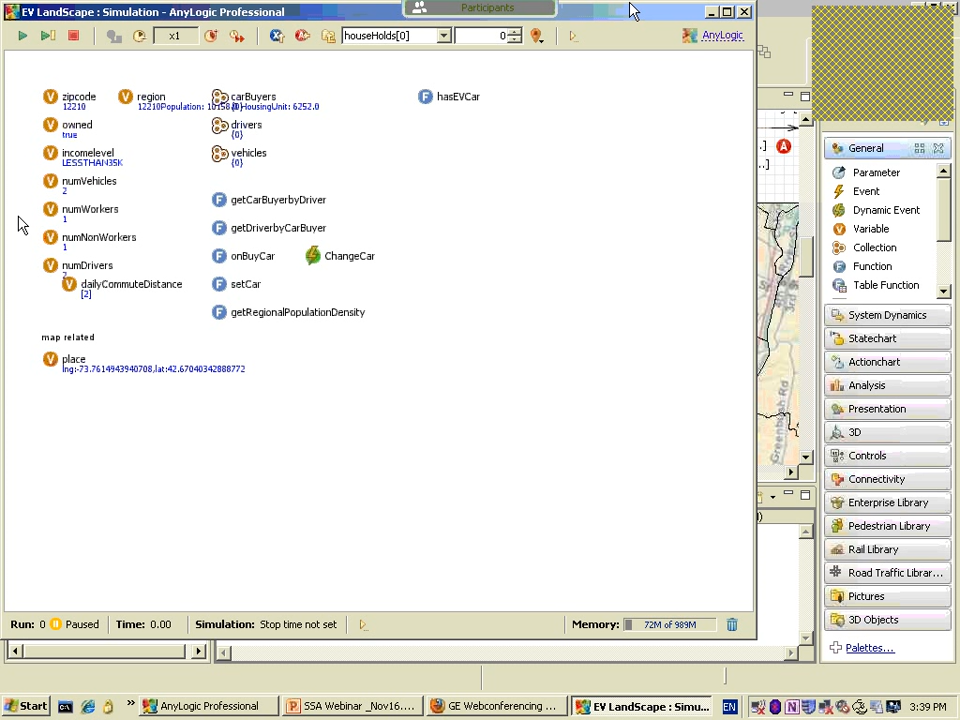 EV LandScape : Simulation - AnyLogic Professional
Participants
x1
houseHolds[0]
0
AnyLogic
zipcode
12210
region
12210Population: 10158.0HousingUnit: 6252.0
carBuyers
{0}
hasEVCar
owned
true
drivers
{0}
incomelevel
LESSTHAN35K
vehicles
{0}
numVehicles
2
getCarBuyerbyDriver
numWorkers
1
getDriverbyCarBuyer
numNonWorkers
1
onBuyCar
ChangeCar
numDrivers
2
dailyCommuteDistance
[2]
setCar
getRegionalPopulationDensity
map related
place
lng:-73.7614943940708,lat:42.67040342888772
Run: 0
Paused
Time: 0.00
Simulation: Stop time not set
Memory:
72M of 989M
..]
A
...]
Greenbush Rd
General
Parameter
Event
Dynamic Event
Variable
Collection
Function
Table Function
System Dynamics
Statechart
Actionchart
Analysis
Presentation
3D
Controls
Connectivity
Enterprise Library
Pedestrian Library
Rail Library
Road Traffic Librar...
Pictures
3D Objects
Palettes...
Start
AnyLogic Professional
SSA Webinar _Nov16....
GE Webconferencing ...
EV LandScape : Simu...
EN
3:39 PM